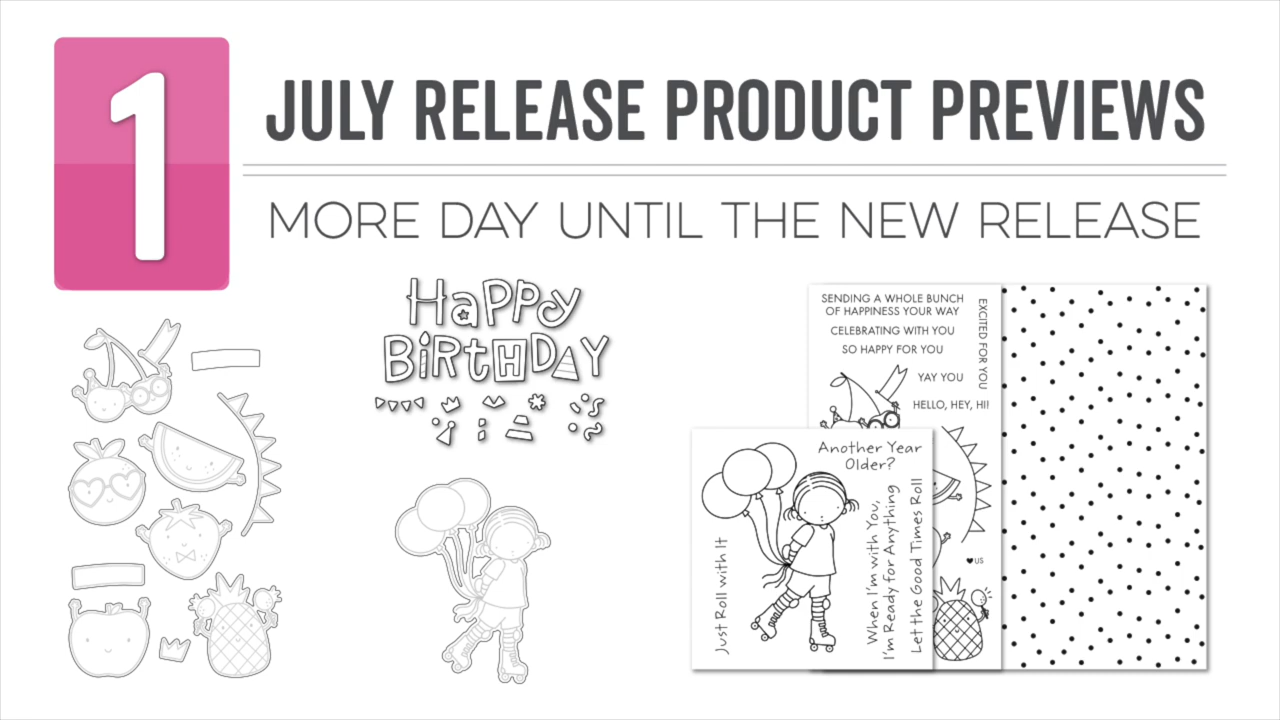 1
JULY RELEASE PRODUCT PREVIEWS
MORE DAY UNTIL THE NEW RELEASE
HaPPy
BiRtHDAY
SENDING A WHOLE BUNCH
OF HAPPINESS YOUR WAY
CELEBRATING WITH YOU
SO HAPPY FOR YOU
YAY YOU
HELLO, HEY, HI!
EXCITED FOR YOU
Another Year
Older?
Just Roll with It
When I'm with You,
I'm Ready for Anything
Let the Good Times Roll
♥ US